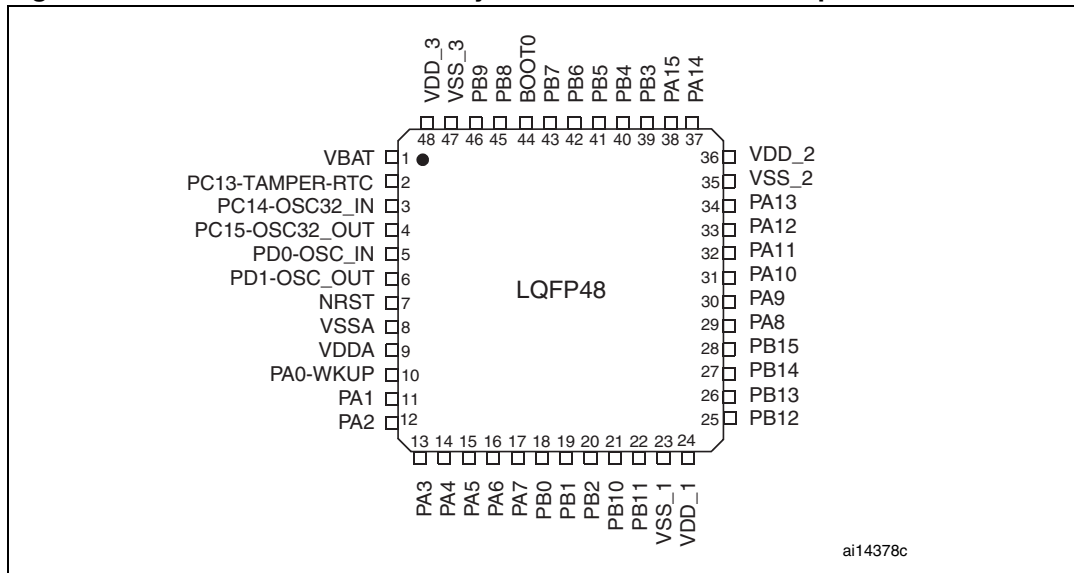 VDD_3
VSS_3
PB9
PB8
BOOT0
PB7
PB6
PB5
PB4
PB3
PA15
PA14
48 47 46 45 44 43 42 41 40 39 38 37
VBAT 1
PC13-TAMPER-RTC 2
PC14-OSC32_IN 3
PC15-OSC32_OUT 4
PD0-OSC_IN 5
PD1-OSC_OUT 6
NRST 7
VSSA 8
VDDA 9
PA0-WKUP 10
PA1 11
PA2 12
LQFP48
36 VDD_2
35 VSS_2
34 PA13
33 PA12
32 PA11
31 PA10
30 PA9
29 PA8
28 PB15
27 PB14
26 PB13
25 PB12
13 14 15 16 17 18 19 20 21 22 23 24
PA3
PA4
PA5
PA6
PA7
PB0
PB1
PB2
PB10
PB11
VSS_1
VDD_1
ai14378c